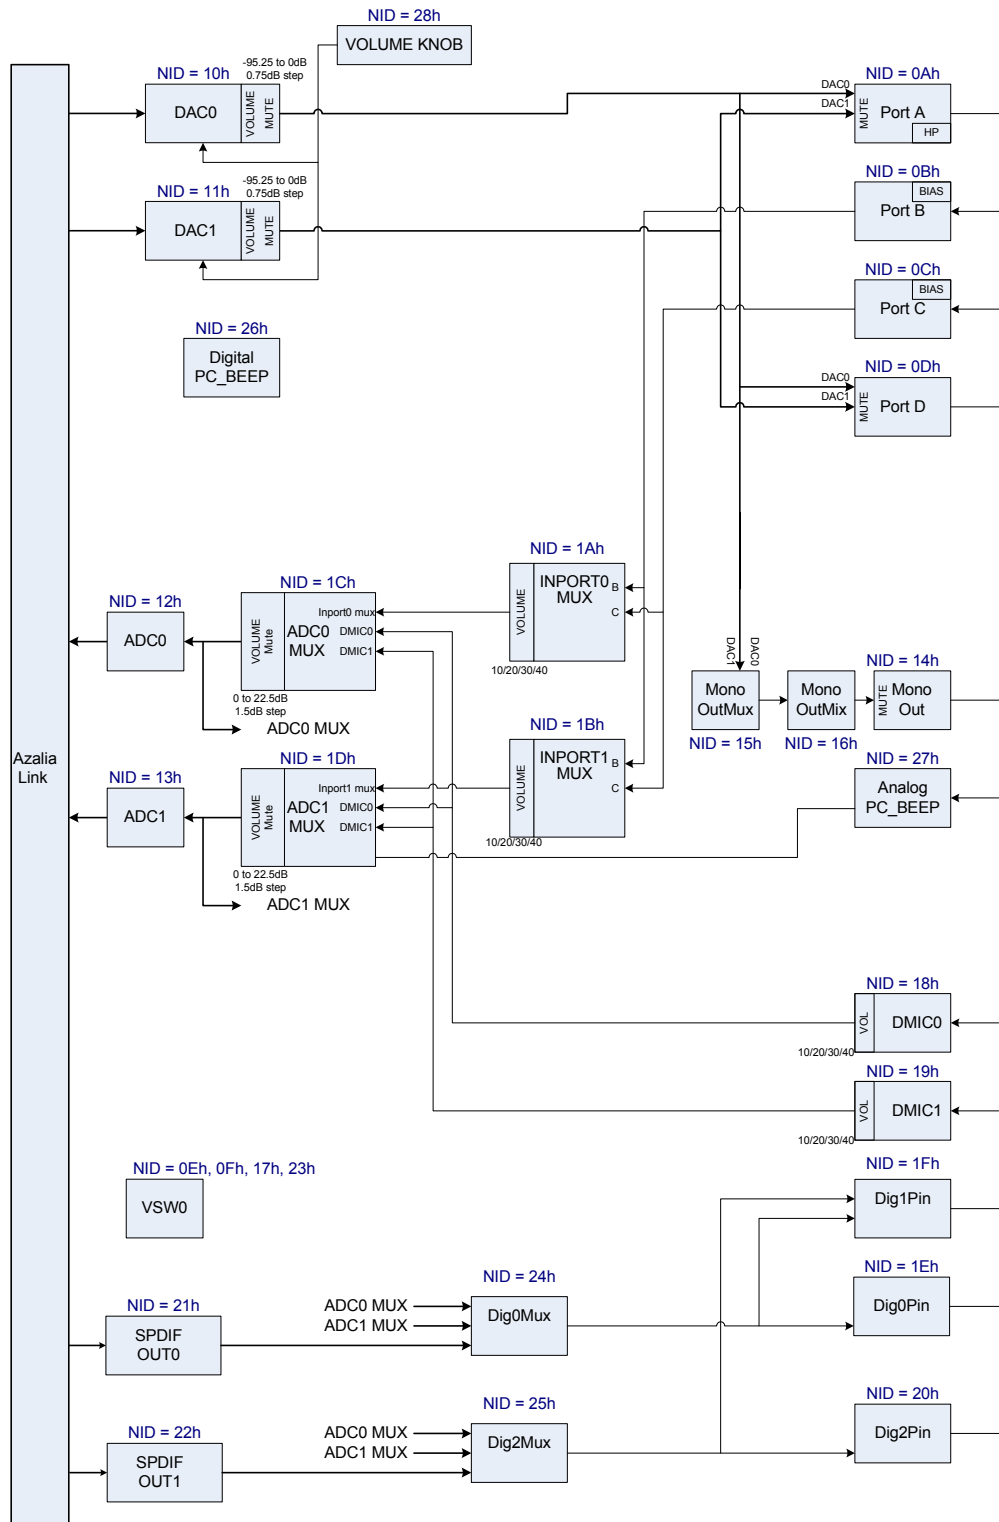 NID = 28h
VOLUME KNOB
NID = 10h
-95.25 to 0dB
0.75dB step
DAC0
VOLUME
MUTE
NID = 0Ah
DAC0
DAC1
MUTE
Port A
HP
NID = 11h
-95.25 to 0dB
0.75dB step
DAC1
VOLUME
MUTE
NID = 0Bh
BIAS
Port B
NID = 0Ch
BIAS
Port C
NID = 26h
Digital
PC_BEEP
NID = 0Dh
DAC0
DAC1
MUTE
Port D
NID = 1Ah
INPORT0
MUX
VOLUME
B
C
10/20/30/40
NID = 1Ch
VOLUME
Mute
Inport0 mux
ADC0
MUX
DMIC0
DMIC1
0 to 22.5dB
1.5dB step
ADC0 MUX
NID = 12h
ADC0
DAC1
DAC0
Mono
OutMux
NID = 15h
Mono
OutMix
NID = 16h
NID = 14h
MUTE
Mono
Out
NID = 1Bh
INPORT1
MUX
VOLUME
B
C
10/20/30/40
NID = 27h
Analog
PC_BEEP
Azalia
Link
NID = 13h
ADC1
NID = 1Dh
VOLUME
Mute
Inport1 mux
ADC1
MUX
DMIC0
DMIC1
0 to 22.5dB
1.5dB step
ADC1 MUX
NID = 18h
VOL
DMIC0
10/20/30/40
NID = 19h
VOL
DMIC1
10/20/30/40
NID = 0Eh, 0Fh, 17h, 23h
VSW0
NID = 1Fh
Dig1Pin
NID = 24h
ADC0 MUX
ADC1 MUX
Dig0Mux
NID = 1Eh
Dig0Pin
NID = 21h
SPDIF
OUT0
NID = 25h
ADC0 MUX
ADC1 MUX
Dig2Mux
NID = 20h
Dig2Pin
NID = 22h
SPDIF
OUT1